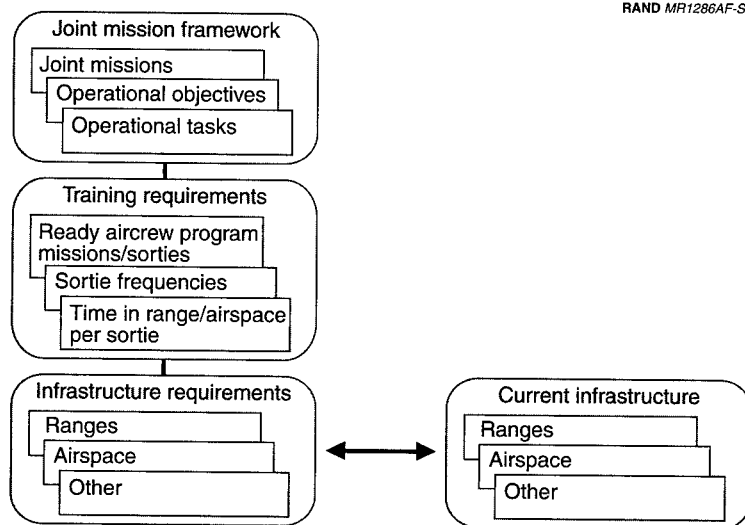 RAND MR1286AF-S
Joint mission framework
Joint missions
Operational objectives
Operational tasks
Training requirements
Ready aircrew program
missions/sorties
Sortie frequencies
Time in range/airspace
per sortie
Infrastructure requirements
Ranges
Airspace
Other
Current infrastructure
Ranges
Airspace
Other